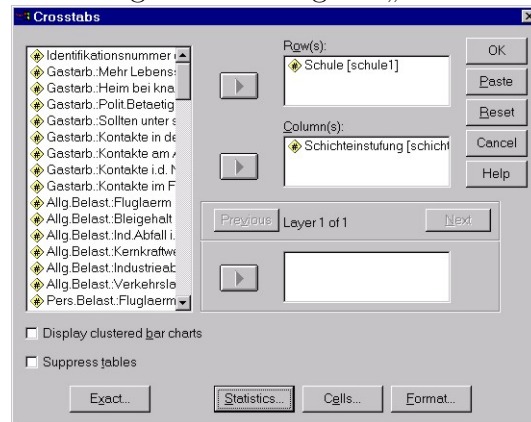 Crosstabs
Identifikationsnummer
Gastarb.:Mehr Lebens
Gastarb.:Heim bei kna
Gastarb.:Polit.Betaetig
Gastarb.:Sollten unter s
Gastarb.:Kontakte in de
Gastarb.:Kontakte am
Gastarb.:Kontakte i.d. N
Gastarb.:Kontakte im F
Allg.Belast.:Fluglaerm
Allg.Belast.:Bleigehalt
Allg.Belast.:Ind.Abfall i.
Allg.Belast.:Kernkraftwe
Allg.Belast.:Industrieab
Allg.Belast.:Verkehrsla
Pers.Belast.:Fluglaerm
Row(s):
Schule [schule1]
Column(s):
Schichteinstufung [schicht
OK
Paste
Reset
Cancel
Help
Previous Layer 1 of 1 Next
Display clustered bar charts
Suppress tables
Exact... Statistics... Cells... Format...